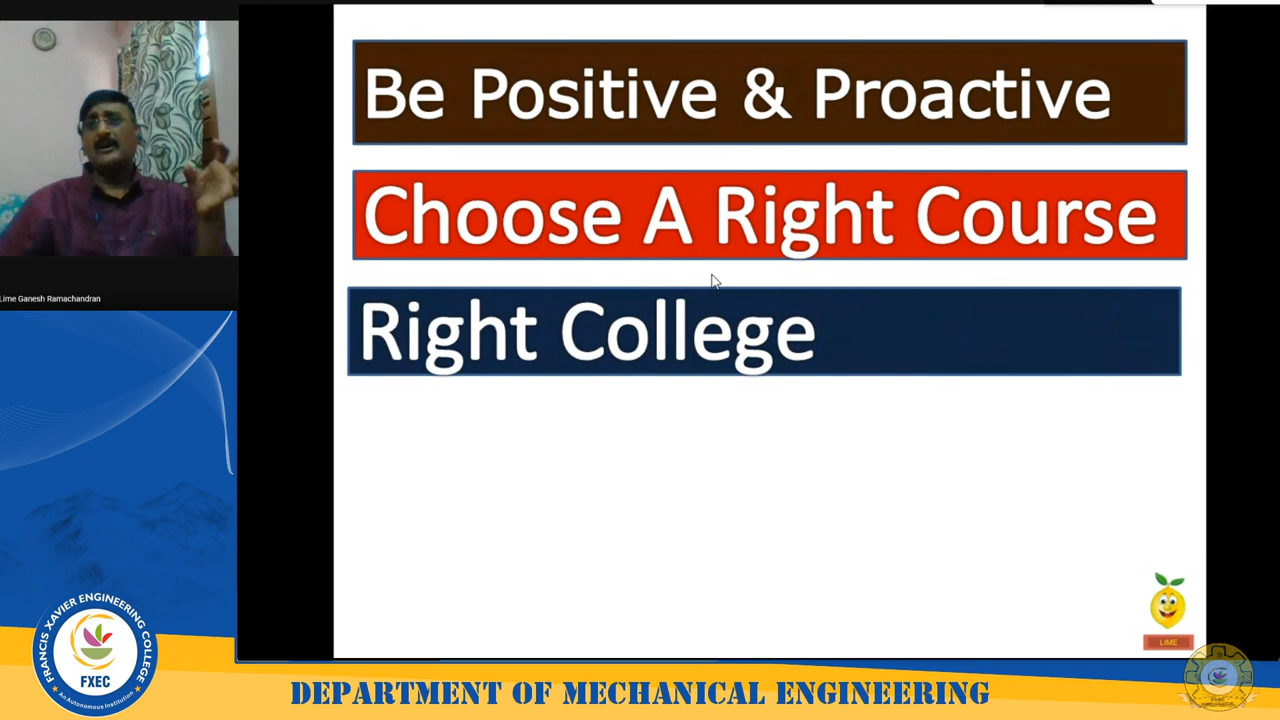 Be Positive & Proactive
Choose A Right Course
Right College
Lime Ganesh Ramachandran
LIME
FRANCIS XAVIER ENGINEERING COLLEGE
FXEC
An Autonomous Institution
DEPARTMENT OF MECHANICAL ENGINEERING